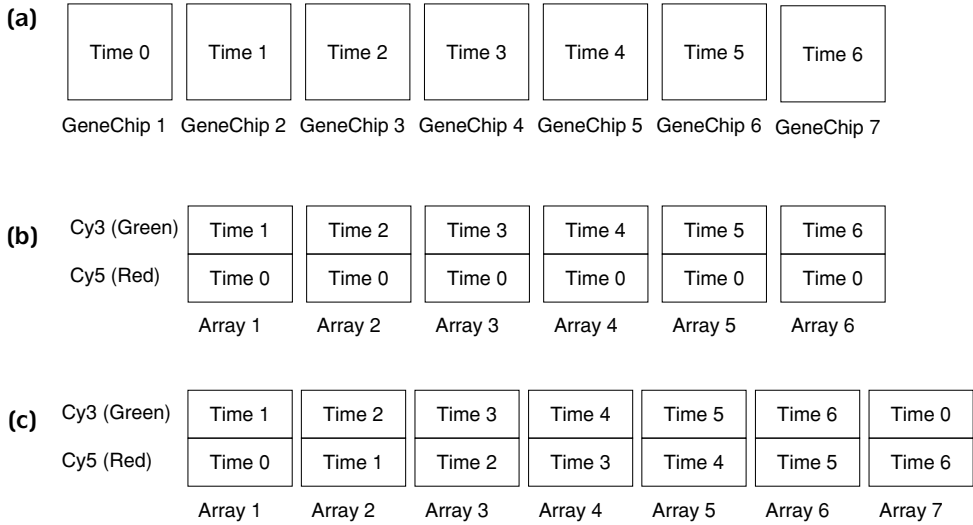 (a)
Time 0 Time 1 Time 2 Time 3 Time 4 Time 5 Time 6
GeneChip 1 GeneChip 2 GeneChip 3 GeneChip 4 GeneChip 5 GeneChip 6 GeneChip 7
(b)
Cy3 (Green) Time 1 Time 2 Time 3 Time 4 Time 5 Time 6
Cy5 (Red) Time 0 Time 0 Time 0 Time 0 Time 0 Time 0
Array 1 Array 2 Array 3 Array 4 Array 5 Array 6
(c)
Cy3 (Green) Time 1 Time 2 Time 3 Time 4 Time 5 Time 6 Time 0
Cy5 (Red) Time 0 Time 1 Time 2 Time 3 Time 4 Time 5 Time 6
Array 1 Array 2 Array 3 Array 4 Array 5 Array 6 Array 7